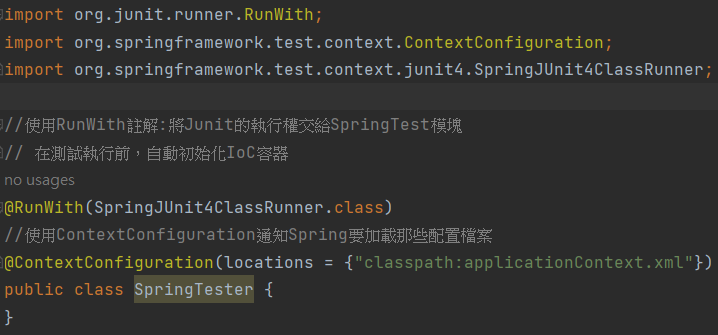 import org.junit.runner.RunWith;
import org.springframework.test.context.ContextConfiguration;
import org.springframework.test.context.junit4.SpringJUnit4ClassRunner;
//使用RunWith註解:將Junit的執行權交給SpringTest模塊
// 在測試執行前，自動初始化IoC容器
no usages
@RunWith(SpringJUnit4ClassRunner.class)
//使用ContextConfiguration通知Spring要加載那些配置檔案
@ContextConfiguration(locations = {"classpath:applicationContext.xml"})
public class SpringTester {
}